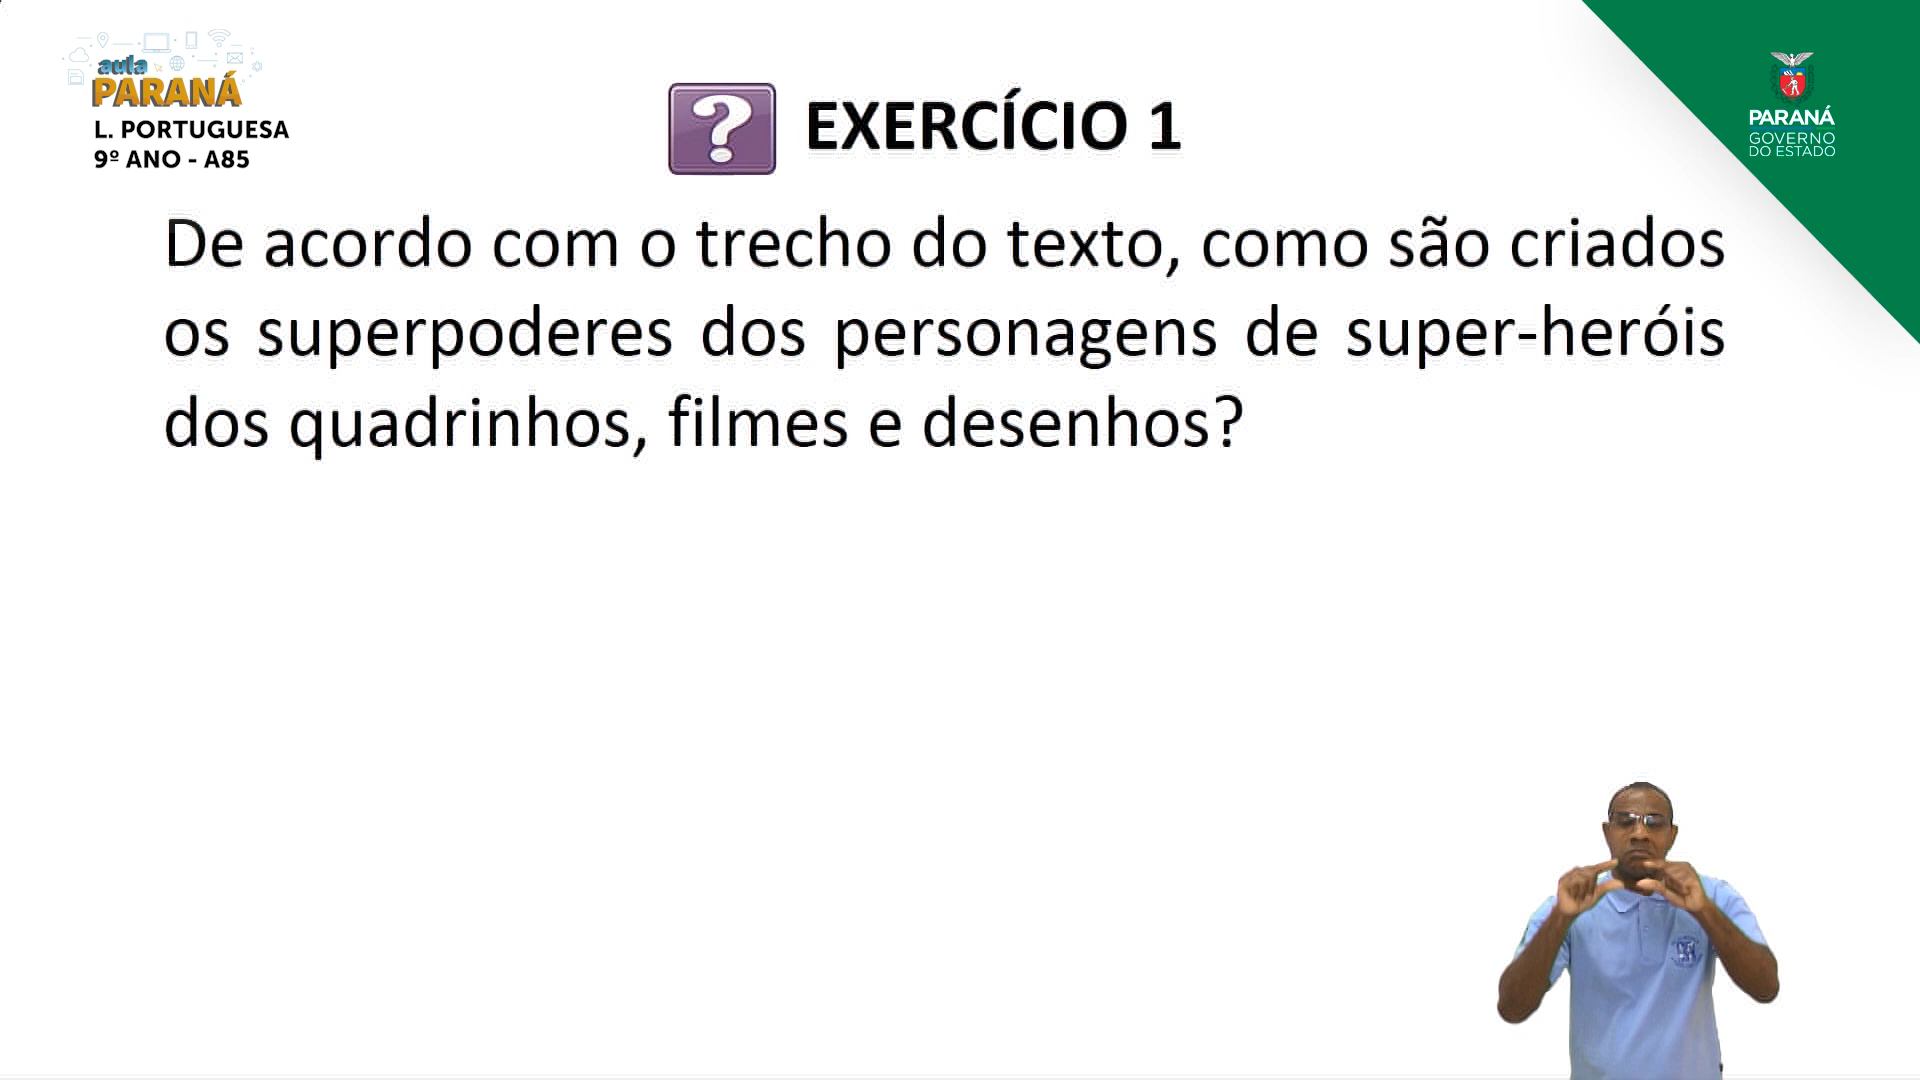 aula
PARANÁ
L. PORTUGUESA
9º ANO - A85
EXERCÍCIO 1
PARANÁ
GOVERNO
DO ESTADO
De acordo com o trecho do texto, como são criados
os superpoderes dos personagens de super-heróis
dos quadrinhos, filmes e desenhos?